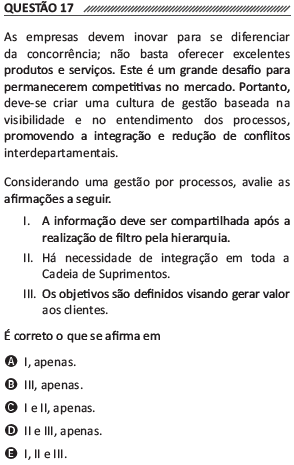 QUESTÃO 17
As empresas devem inovar para se diferenciar
da concorrência; não basta oferecer excelentes
produtos e serviços. Este é um grande desafio para
permanecerem competitivas no mercado. Portanto,
deve-se criar uma cultura de gestão baseada na
visibilidade e no entendimento dos processos,
promovendo a integração e redução de conflitos
interdepartamentais.
Considerando uma gestão por processos, avalie as
afirmações a seguir.
I. A informação deve ser compartilhada após a
realização de filtro pela hierarquia.
II. Há necessidade de integração em toda a
Cadeia de Suprimentos.
III. Os objetivos são definidos visando gerar valor
aos clientes.
É correto o que se afirma em
A I, apenas.
B III, apenas.
C I e II, apenas.
D II e III, apenas.
E I, II e III.